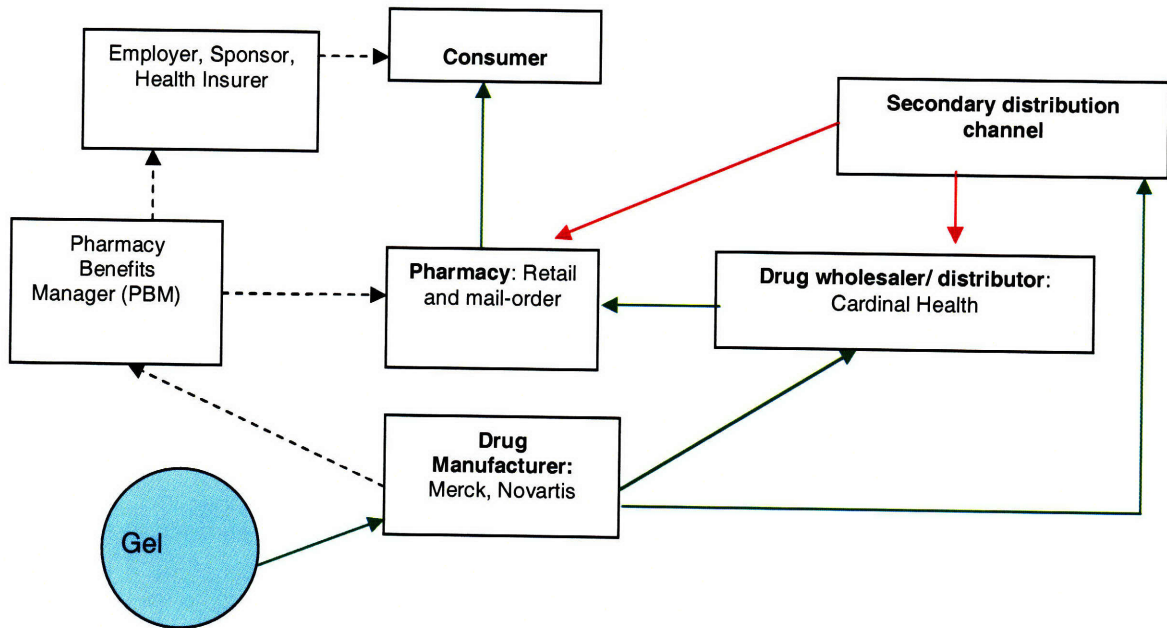 Employer, Sponsor,
Health Insurer
Consumer
Secondary distribution
channel
Pharmacy
Benefits
Manager (PBM)
Pharmacy: Retail
and mail-order
Drug wholesaler/ distributor:
Cardinal Health
Drug
Manufacturer:
Merck, Novartis
Gel